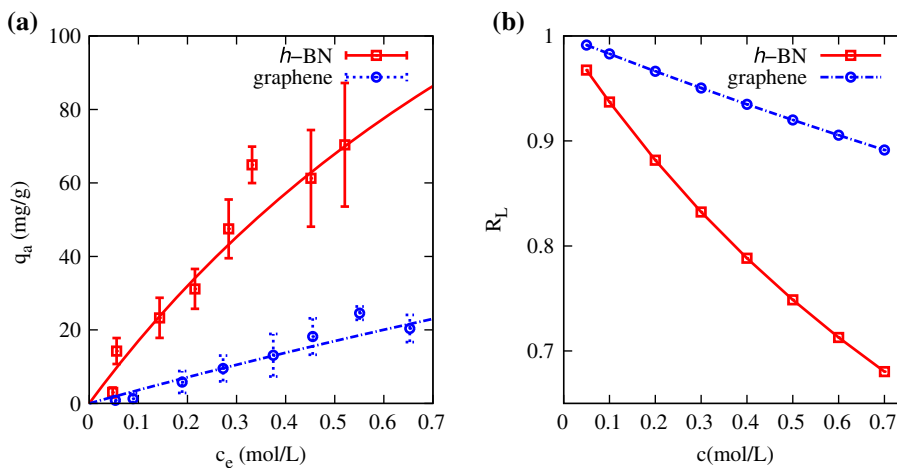 (a)
100
80
60
40
20
0
q_a (mg/g)
0 0.1 0.2 0.3 0.4 0.5 0.6 0.7
c_e (mol/L)
h–BN
graphene
(b)
1
0.9
0.8
0.7
R_L
0 0.1 0.2 0.3 0.4 0.5 0.6 0.7
c(mol/L)
h–BN
graphene